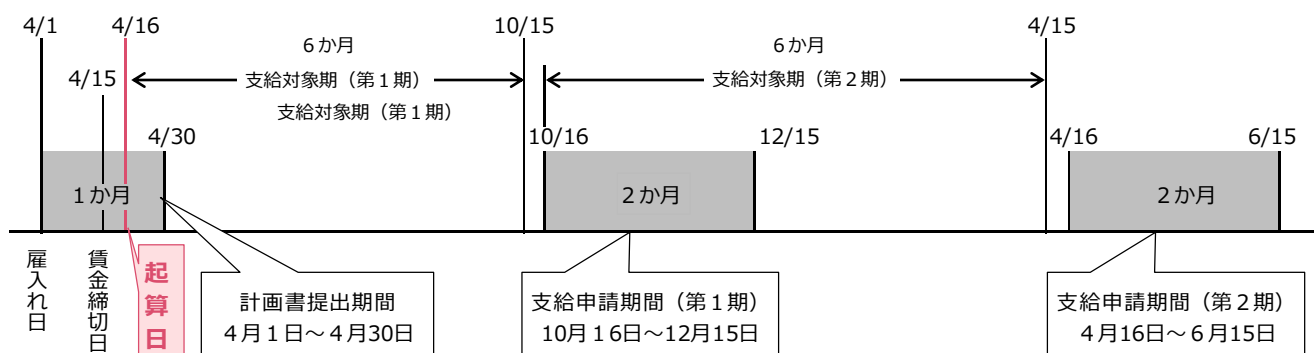 4/1
4/16
10/15
4/15
６か月
６か月
4/15
支給対象期（第１期）
支給対象期（第２期）
支給対象期（第１期）
4/30
10/16
12/15
4/16
6/15
１か月
２か月
２か月
雇入れ日
賃金締切日
起算日
計画書提出期間
４月１日～４月30日
支給申請期間（第１期）
10月１6日～12月15日
支給申請期間（第２期）
４月16日～６月15日